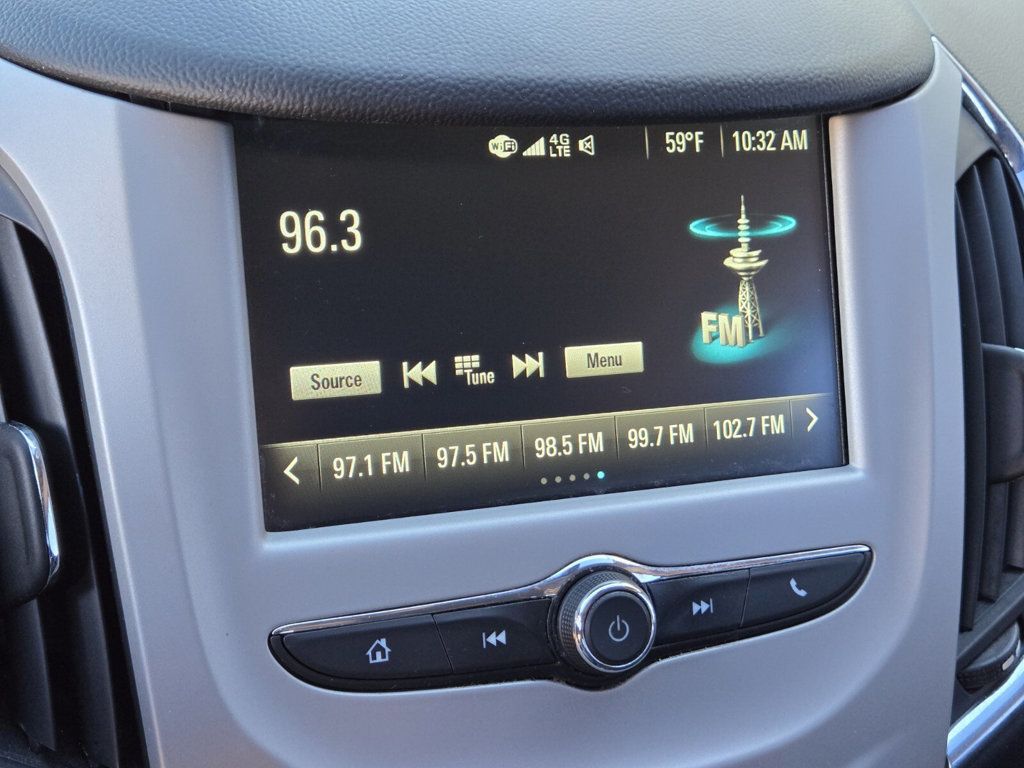 WiFi 4G LTE 59°F 10:32 AM
96.3
FM
Source Tune Menu
97.1 FM 97.5 FM 98.5 FM 99.7 FM 102.7 FM